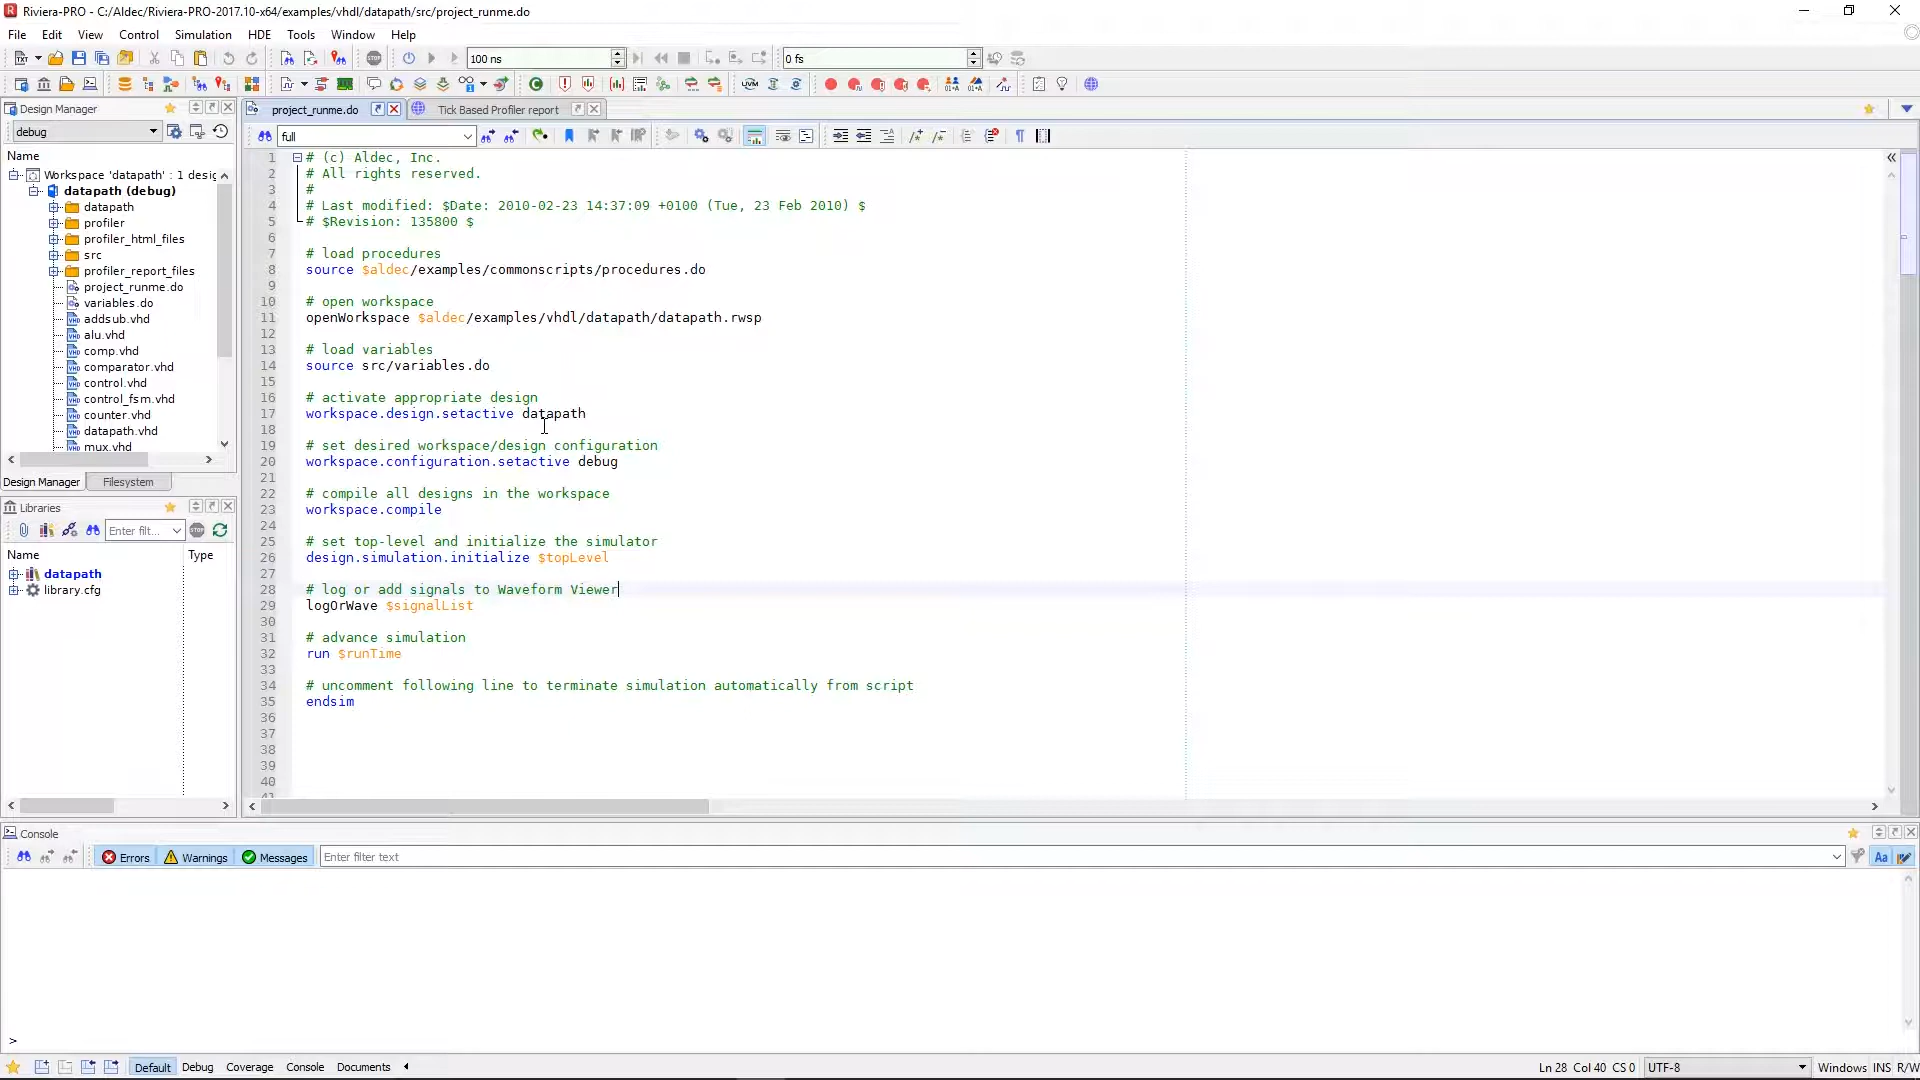 Riviera-PRO - C:/Aldec/Riviera-PRO-2017.10-x64/examples/vhdl/datapath/src/project_runme.do
File Edit View Control Simulation HDE Tools Window Help
100 ns
0 fs
Design Manager
debug
Name
Workspace 'datapath' : 1 desig
datapath (debug)
datapath
profiler
profiler_html_files
src
profiler_report_files
project_runme.do
variables.do
addsub.vhd
alu.vhd
comp.vhd
comparator.vhd
control.vhd
control_fsm.vhd
counter.vhd
datapath.vhd
mux.vhd
Design Manager Filesystem
Libraries
Enter filt...
Name Type
datapath
library.cfg
project_runme.do Tick Based Profiler report
full
1 # (c) Aldec, Inc.
2 # All rights reserved.
3 #
4 # Last modified: $Date: 2010-02-23 14:37:09 +0100 (Tue, 23 Feb 2010) $
5 # $Revision: 135800 $
6
7 # load procedures
8 source $aldec/examples/commonscripts/procedures.do
9
10 # open workspace
11 openWorkspace $aldec/examples/vhdl/datapath/datapath.rwsp
12
13 # load variables
14 source src/variables.do
15
16 # activate appropriate design
17 workspace.design.setactive datapath
18
19 # set desired workspace/design configuration
20 workspace.configuration.setactive debug
21
22 # compile all designs in the workspace
23 workspace.compile
24
25 # set top-level and initialize the simulator
26 design.simulation.initialize $topLevel
27
28 # log or add signals to Waveform Viewer
29 logOrWave $signalList
30
31 # advance simulation
32 run $runTime
33
34 # uncomment following line to terminate simulation automatically from script
35 endsim
36
37
38
39
40
41
Console
Errors Warnings Messages Enter filter text
Aa
>
Default Debug Coverage Console Documents
Ln 28 Col 40 CS 0 UTF-8 Windows INS R/W